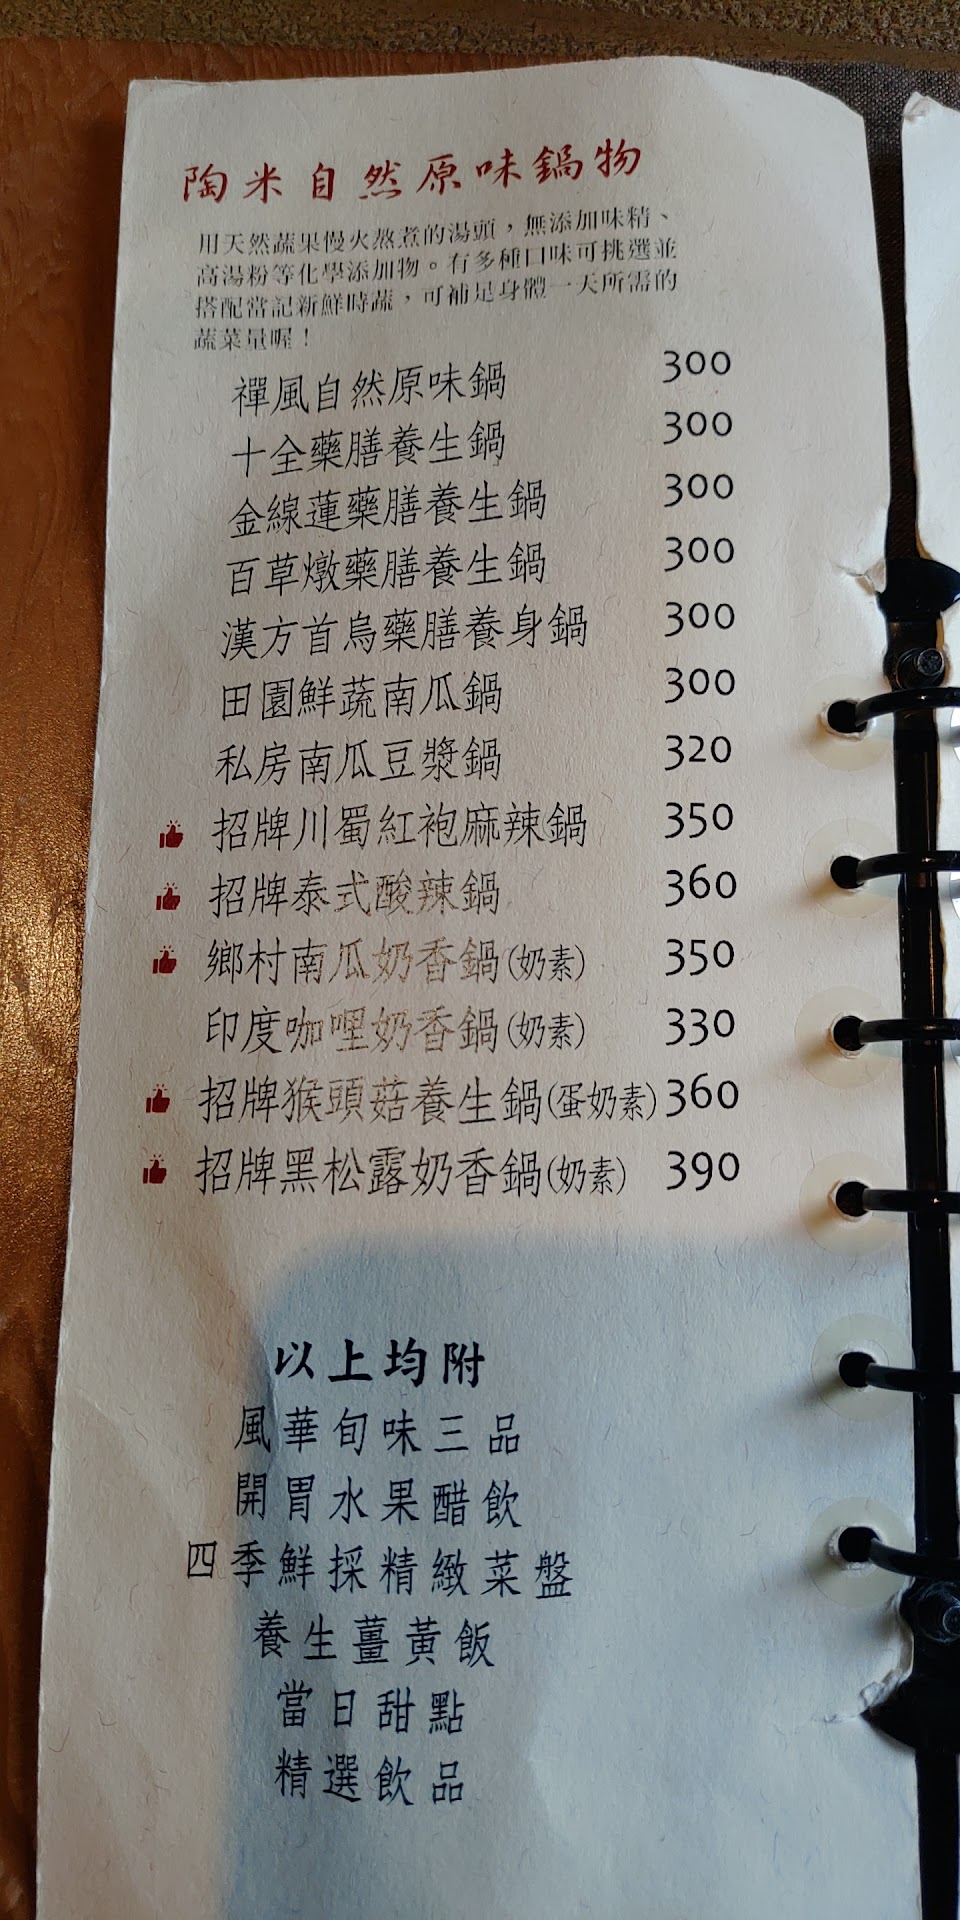 陶米自然原味鍋物
用天然蔬果慢火熬煮的湯頭，無添加味精、
高湯粉等化學添加物。有多種口味可挑選並
搭配當記新鮮時蔬，可補足身體一天所需的
蔬菜量喔！
禪風自然原味鍋 300
十全藥膳養生鍋 300
金線蓮藥膳養生鍋 300
百草燉藥膳養生鍋 300
漢方首烏藥膳養身鍋 300
田園鮮蔬南瓜鍋 300
私房南瓜豆漿鍋 320
招牌川蜀紅袍麻辣鍋 350
招牌泰式酸辣鍋 360
鄉村南瓜奶香鍋(奶素) 350
印度咖哩奶香鍋(奶素) 330
招牌猴頭菇養生鍋(蛋奶素) 360
招牌黑松露奶香鍋(奶素) 390
以上均附
風華旬味三品
開胃水果醋飲
四季鮮採精緻菜盤
養生薑黃飯
當日甜點
精選飲品